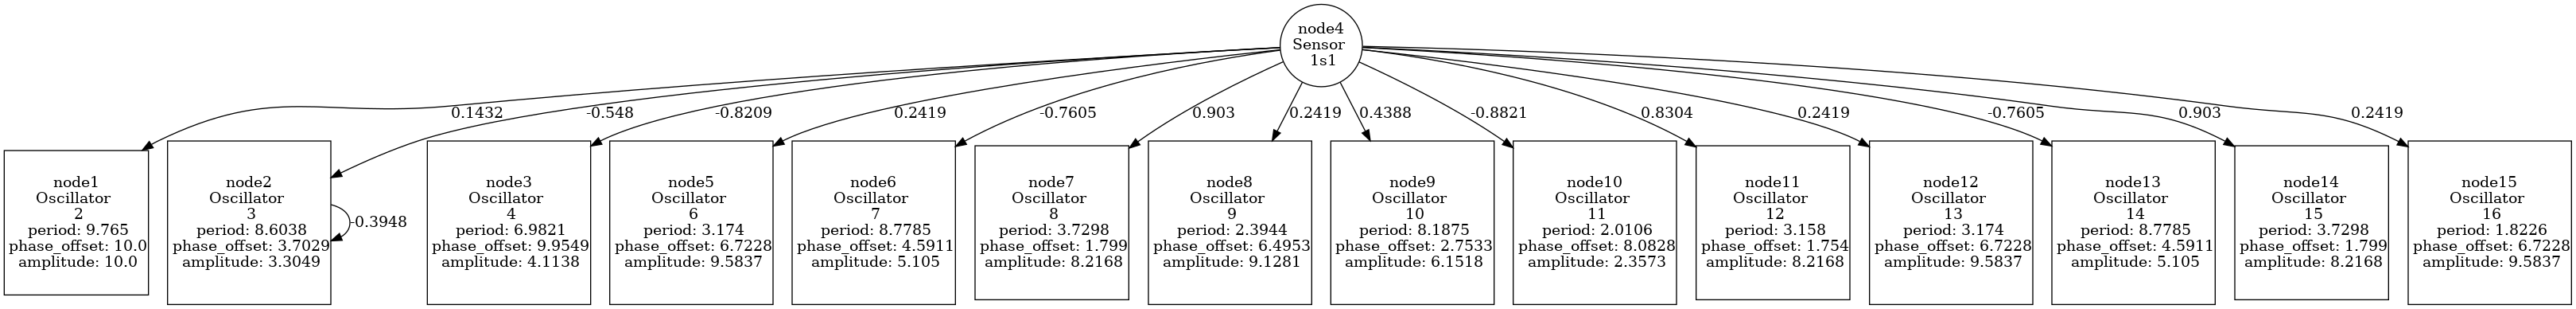 node4
Sensor
1s1
0.1432
-0.548
-0.8209
0.2419
-0.7605
0.903
0.2419
0.4388
-0.8821
0.8304
0.2419
-0.7605
0.903
0.2419
node1
Oscillator
2
period: 9.765
phase_offset: 10.0
amplitude: 10.0
node2
Oscillator
3
period: 8.6038
phase_offset: 3.7029
amplitude: 3.3049
-0.3948
node3
Oscillator
4
period: 6.9821
phase_offset: 9.9549
amplitude: 4.1138
node5
Oscillator
6
period: 3.174
phase_offset: 6.7228
amplitude: 9.5837
node6
Oscillator
7
period: 8.7785
phase_offset: 4.5911
amplitude: 5.105
node7
Oscillator
8
period: 3.7298
phase_offset: 1.799
amplitude: 8.2168
node8
Oscillator
9
period: 2.3944
phase_offset: 6.4953
amplitude: 9.1281
node9
Oscillator
10
period: 8.1875
phase_offset: 2.7533
amplitude: 6.1518
node10
Oscillator
11
period: 2.0106
phase_offset: 8.0828
amplitude: 2.3573
node11
Oscillator
12
period: 3.158
phase_offset: 1.754
amplitude: 8.2168
node12
Oscillator
13
period: 3.174
phase_offset: 6.7228
amplitude: 9.5837
node13
Oscillator
14
period: 8.7785
phase_offset: 4.5911
amplitude: 5.105
node14
Oscillator
15
period: 3.7298
phase_offset: 1.799
amplitude: 8.2168
node15
Oscillator
16
period: 1.8226
phase_offset: 6.7228
amplitude: 9.5837